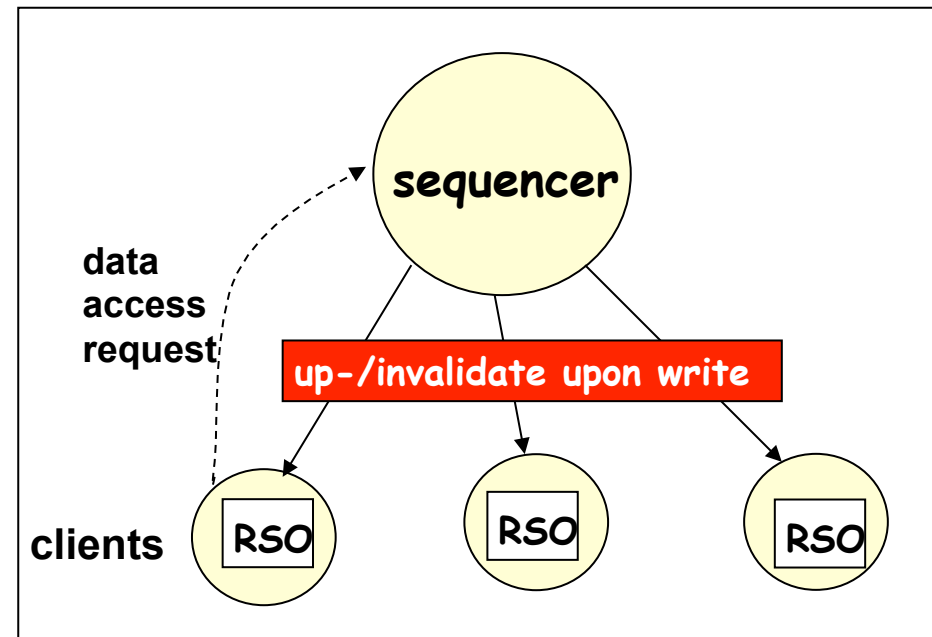 sequencer
data
access
request
up-/invalidate upon write
clients
RSO
RSO
RSO